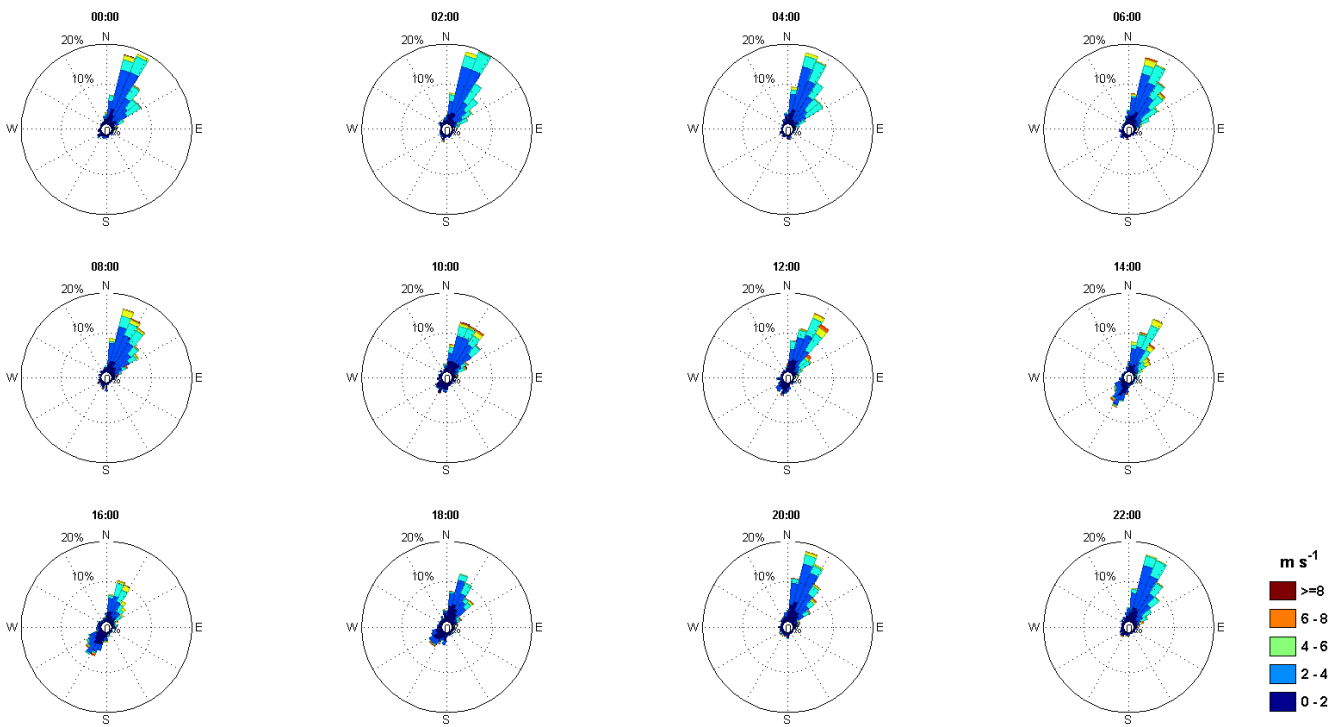 00:00
N
20%
10%
W
E
S
02:00
N
20%
10%
W
E
S
04:00
N
20%
10%
W
E
S
06:00
N
20%
10%
W
E
S
08:00
N
20%
10%
W
E
S
10:00
N
20%
10%
W
E
S
12:00
N
20%
10%
W
E
S
14:00
N
20%
10%
W
E
S
16:00
N
20%
10%
W
E
S
18:00
N
20%
10%
W
E
S
20:00
N
20%
10%
W
E
S
22:00
N
20%
10%
W
E
S
m s⁻¹
>=8
6 - 8
4 - 6
2 - 4
0 - 2